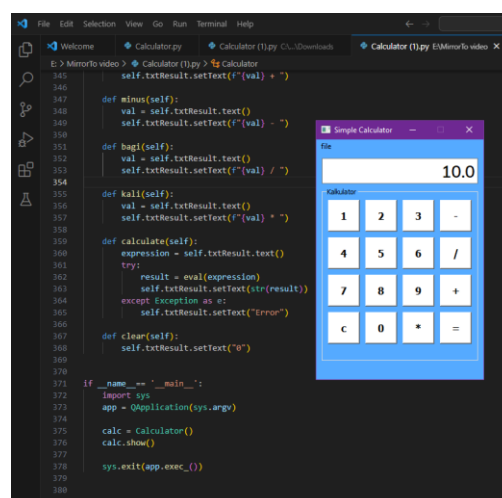 File Edit Selection View Go Run Terminal Help
Welcome Calculator.py Calculator (1).py C:\...\Downloads Calculator (1).py E:\MirrorTo video
E: > MirrorTo video > Calculator (1).py > Calculator
345 self.txtResult.setText(f"{val} + ")
346
347 def minus(self):
348 val = self.txtResult.text()
349 self.txtResult.setText(f"{val} - ")
350
351 def bagi(self):
352 val = self.txtResult.text()
353 self.txtResult.setText(f"{val} / ")
354
355 def kali(self):
356 val = self.txtResult.text()
357 self.txtResult.setText(f"{val} * ")
358
359 def calculate(self):
360 expression = self.txtResult.text()
361 try:
362 result = eval(expression)
363 self.txtResult.setText(str(result))
364 except Exception as e:
365 self.txtResult.setText("Error")
366
367 def clear(self):
368 self.txtResult.setText("0")
369
370
371 if __name__== '__main__':
372 import sys
373 app = QApplication(sys.argv)
374
375 calc = Calculator()
376 calc.show()
377
378 sys.exit(app.exec_())
379
380
Simple Calculator
file
10.0
Kalkulator
1 2 3 -
4 5 6 /
7 8 9 +
c 0 * =